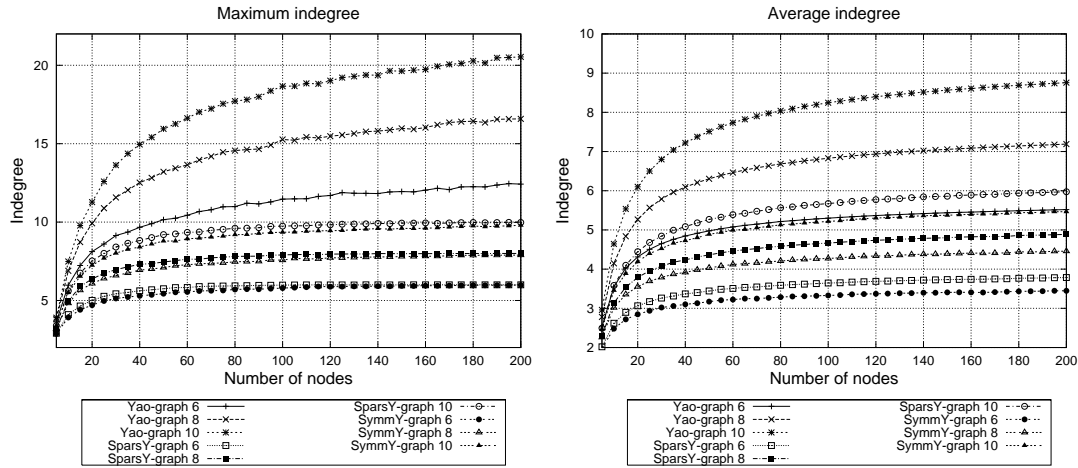 Maximum indegree
20
15
10
5
Indegree
20 40 60 80 100 120 140 160 180 200
Number of nodes
Yao-graph 6
Yao-graph 8
Yao-graph 10
SparsY-graph 6
SparsY-graph 8
SparsY-graph 10
SymmY-graph 6
SymmY-graph 8
SymmY-graph 10
Average indegree
10
9
8
7
6
5
4
3
2
Indegree
20 40 60 80 100 120 140 160 180 200
Number of nodes
Yao-graph 6
Yao-graph 8
Yao-graph 10
SparsY-graph 6
SparsY-graph 8
SparsY-graph 10
SymmY-graph 6
SymmY-graph 8
SymmY-graph 10